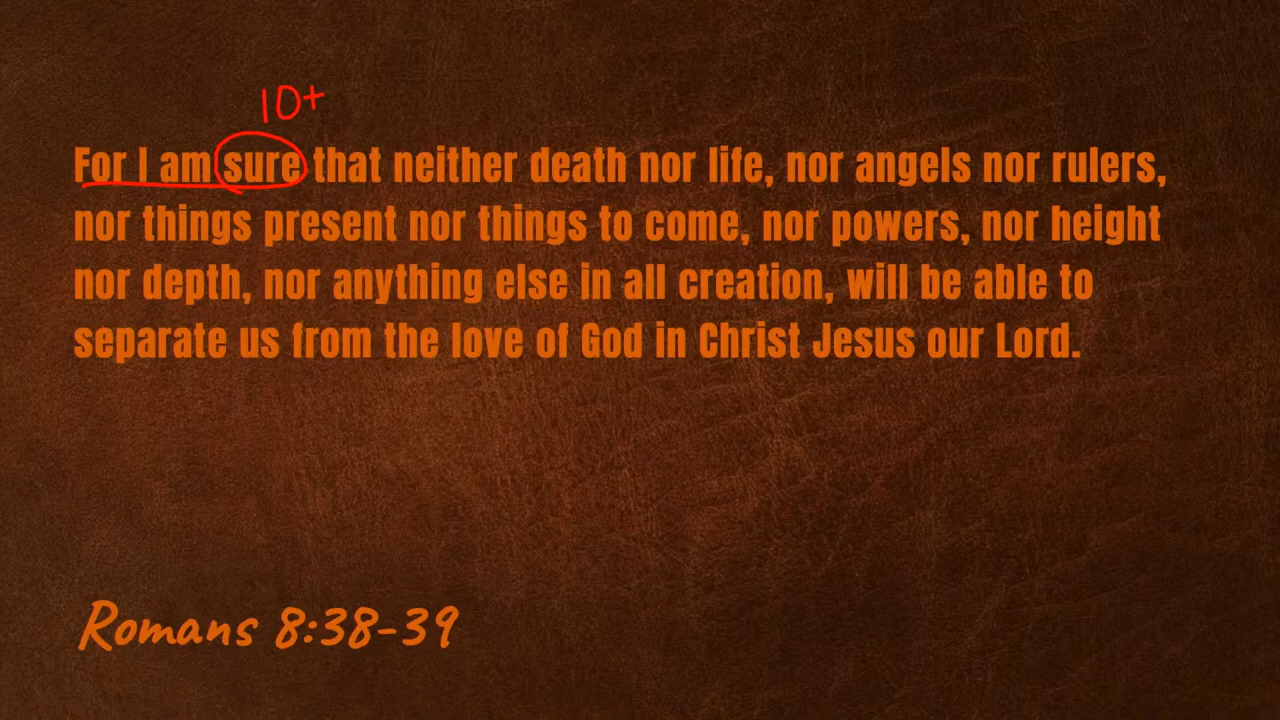 10+
For I am sure that neither death nor life, nor angels nor rulers,
nor things present nor things to come, nor powers, nor height
nor depth, nor anything else in all creation, will be able to
separate us from the love of God in Christ Jesus our Lord.
Romans 8:38-39